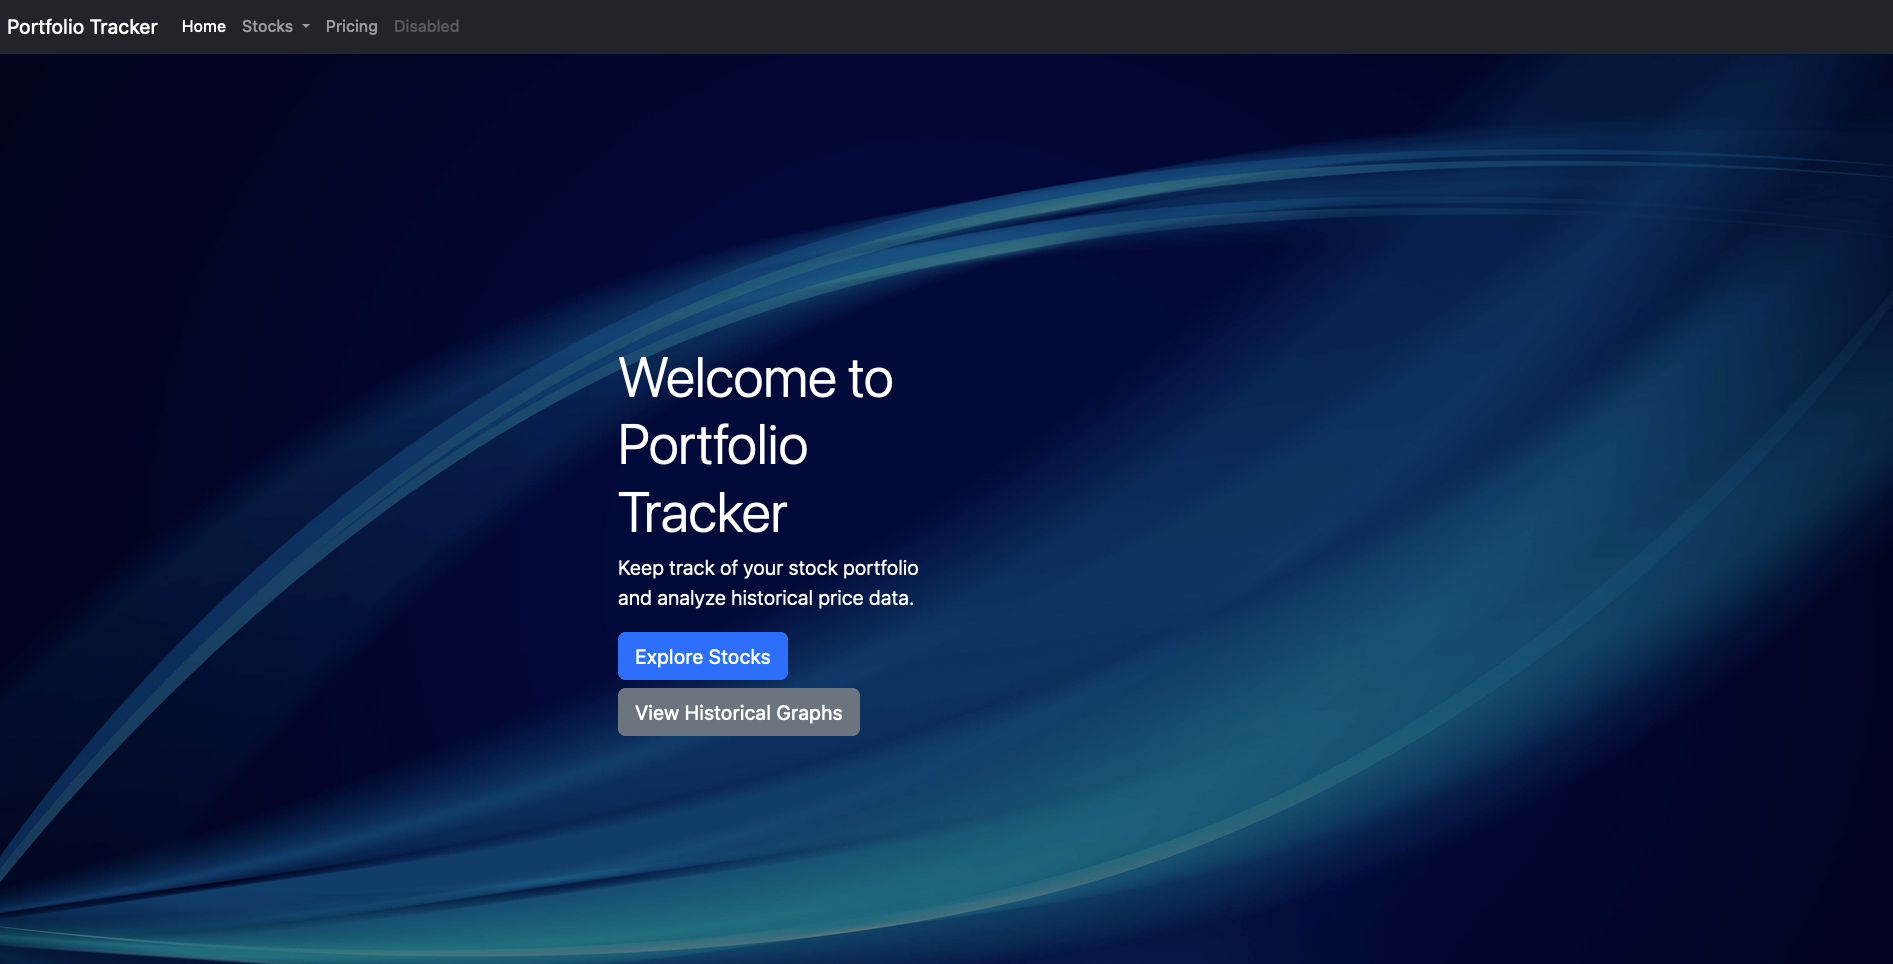 Portfolio Tracker Home Stocks Pricing Disabled
Welcome to
Portfolio
Tracker
Keep track of your stock portfolio
and analyze historical price data.
Explore Stocks
View Historical Graphs